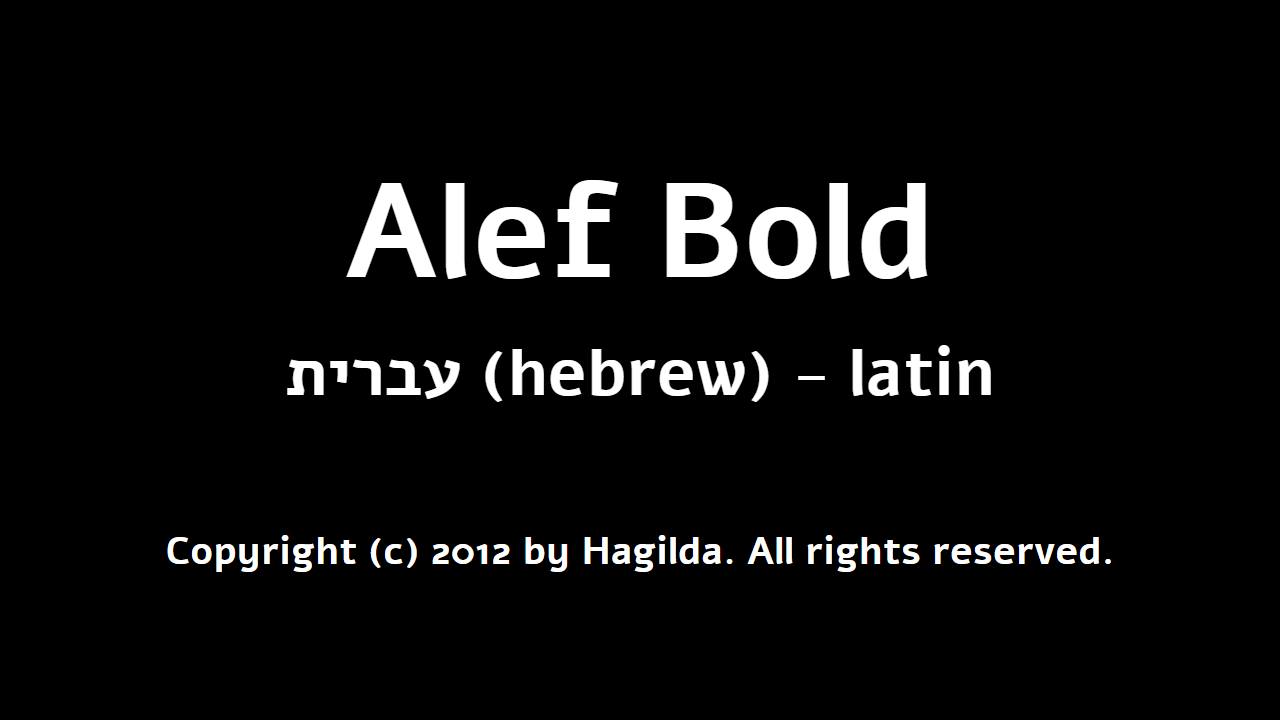 Alef Bold
עברית (hebrew) – latin
Copyright (c) 2012 by Hagilda. All rights reserved.